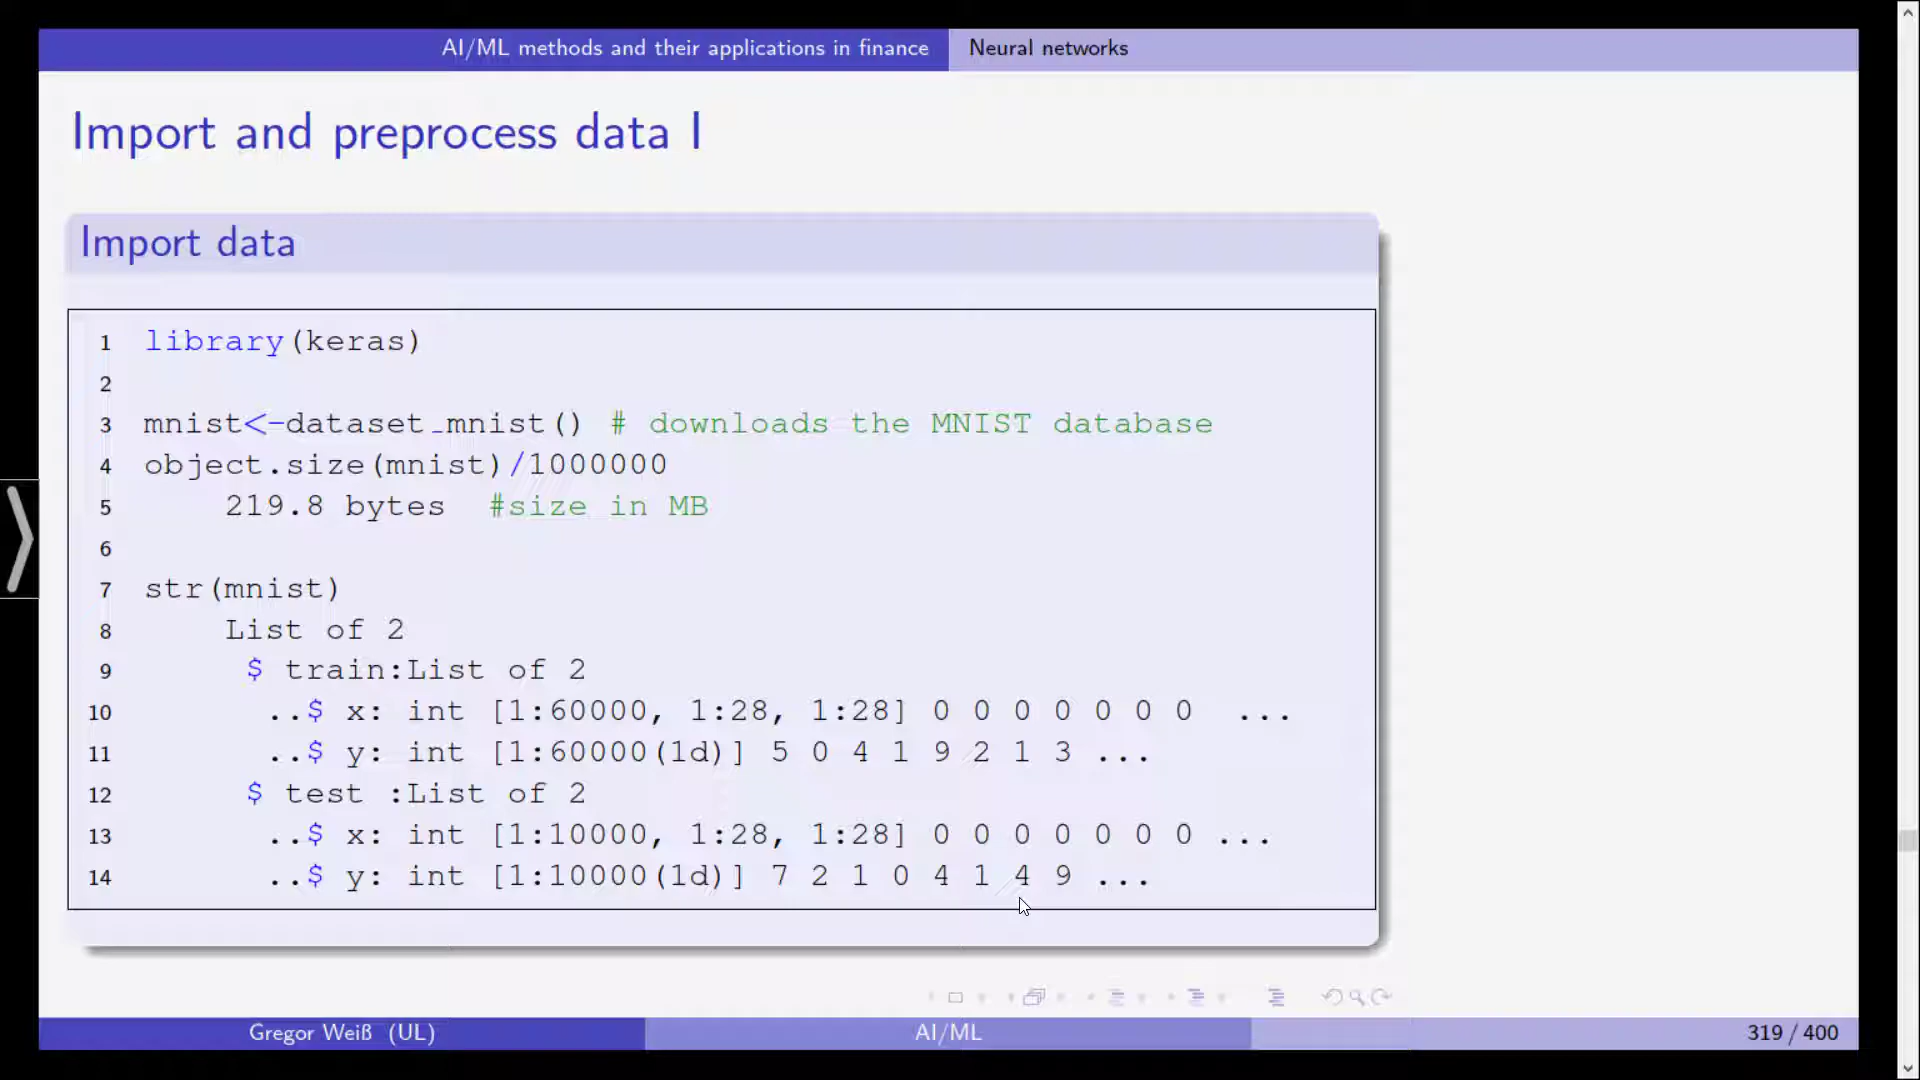 AI/ML methods and their applications in finance Neural networks
Import and preprocess data I
Import data
1 library(keras)
2
3 mnist<-dataset_mnist() # downloads the MNIST database
4 object.size(mnist)/1000000
5 219.8 bytes #size in MB
6
7 str(mnist)
8 List of 2
9 $ train:List of 2
10 ..$ x: int [1:60000, 1:28, 1:28] 0 0 0 0 0 0 0 ...
11 ..$ y: int [1:60000(1d)] 5 0 4 1 9 2 1 3 ...
12 $ test :List of 2
13 ..$ x: int [1:10000, 1:28, 1:28] 0 0 0 0 0 0 0 ...
14 ..$ y: int [1:10000(1d)] 7 2 1 0 4 1 4 9 ...
Gregor Weiß (UL) AI/ML 319 / 400